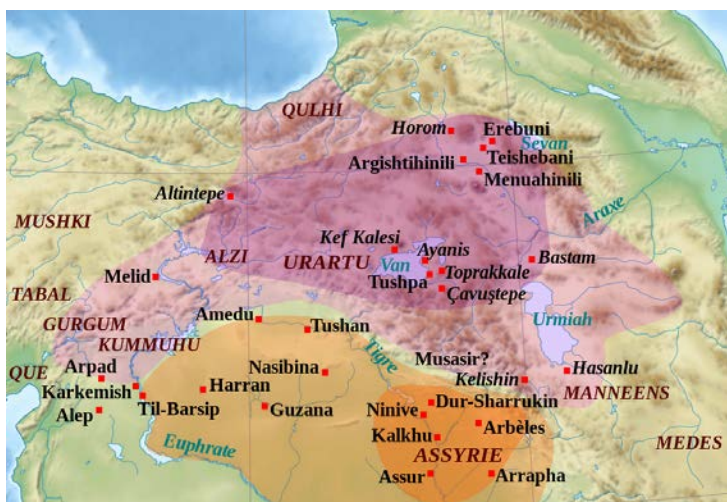 QULHI
Horom
Erebuni
Sevan
Teishebani
Argishtihinili
Menuahinili
Altintepe
Araxe
MUSHKI
Kef Kalesi
ALZI
URARTU
Ayanis
Van
Bastam
Toprakkale
Tushpa
Melid
Çavuştepe
TABAL
Urmiah
Amedu
GURGUM
Tushan
KUMMUHU
Tigre
Musasir?
QUE
Arpad
Nasibina
Kelishin
Hasanlu
Karkemish
Harran
MANNEENS
Til-Barsip
Guzana
Dur-Sharrukin
Alep
Ninive
Arbèles
Kalkhu
Euphrate
ASSYRIE
MEDES
Assur
Arrapha